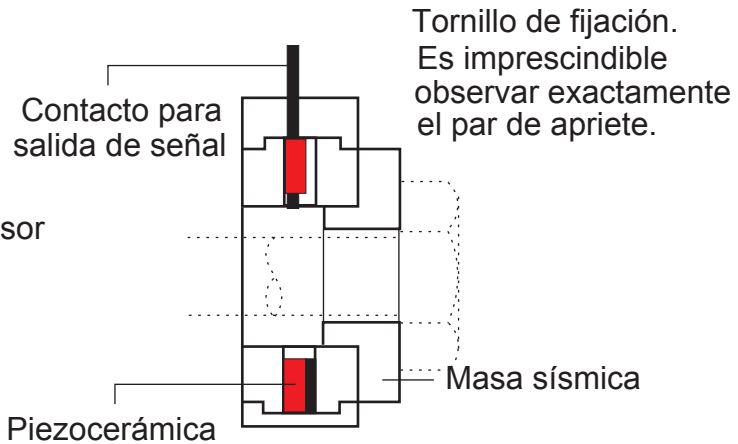 Tornillo de fijación.
Es imprescindible
observar exactamente
el par de apriete.
Contacto para
salida de señal
sor
Masa sísmica
Piezocerámica